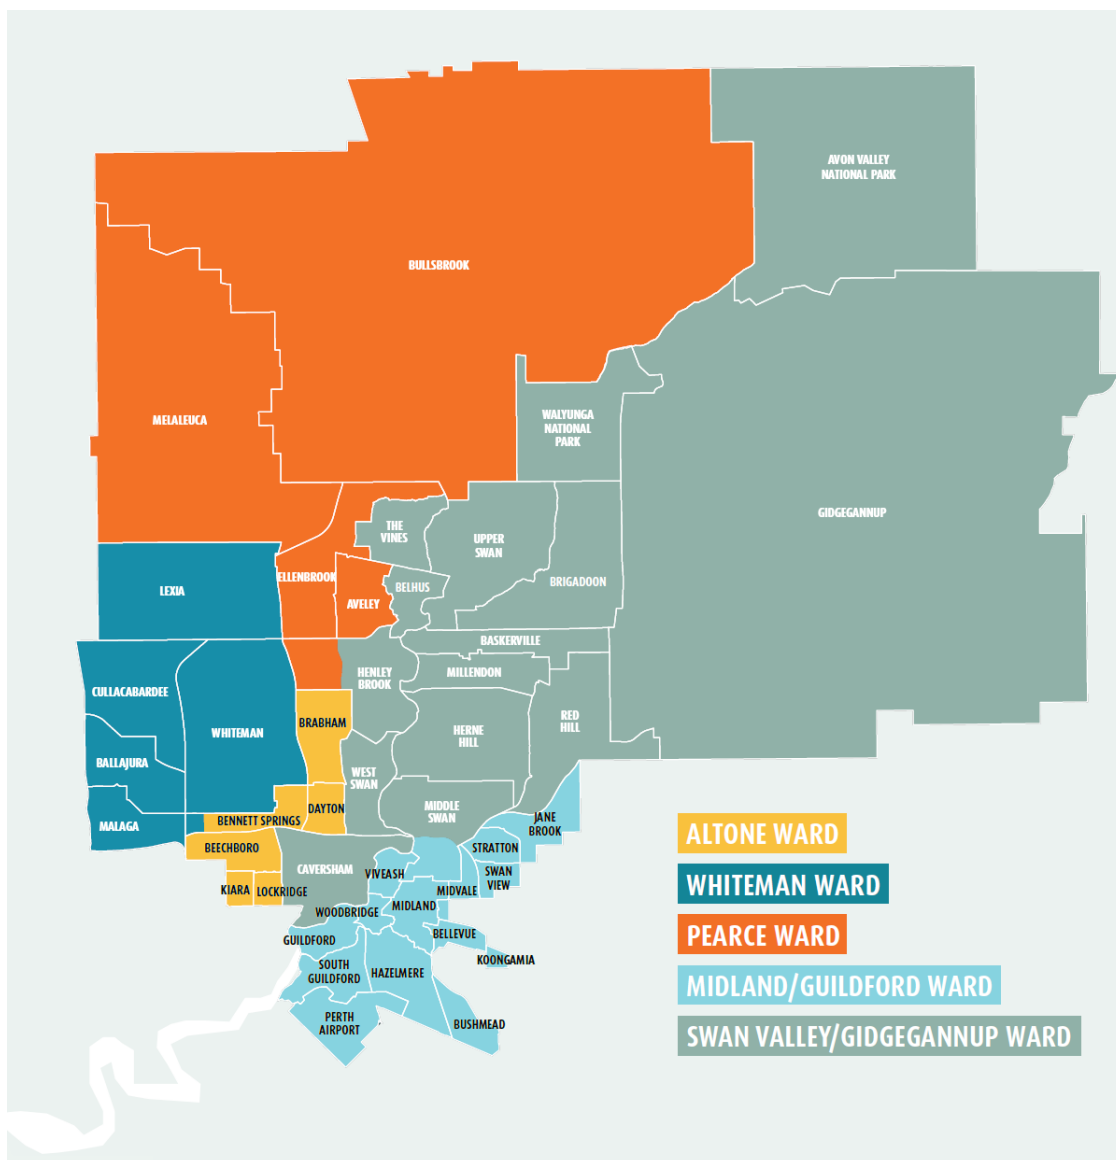 AVON VALLEY
NATIONAL PARK
BULLSBROOK
MELALEUCA
WALYUNGA
NATIONAL
PARK
GIDGEGANNUP
THE
VINES
UPPER
SWAN
LEXIA
ELLENBROOK
AVELEY
BELHUS
BRIGADOON
BASKERVILLE
CULLACABARDEE
HENLEY
BROOK
MILLENDON
WHITEMAN
BRABHAM
HERNE
HILL
RED
HILL
BALLAJURA
WEST
SWAN
MALAGA
BENNETT SPRINGS
DAYTON
MIDDLE
SWAN
JANE
BROOK
BEECHBORO
STRATTON
CAVERSHAM
VIVEASH
SWAN
VIEW
KIARA
LOCKRIDGE
MIDVALE
WOODBRIDGE
MIDLAND
GUILDFORD
BELLEVUE
KOONGAMIA
SOUTH
GUILDFORD
HAZELMERE
PERTH
AIRPORT
BUSHMEAD
ALTONE WARD
WHITEMAN WARD
PEARCE WARD
MIDLAND/GUILDFORD WARD
SWAN VALLEY/GIDGEGANNUP WARD